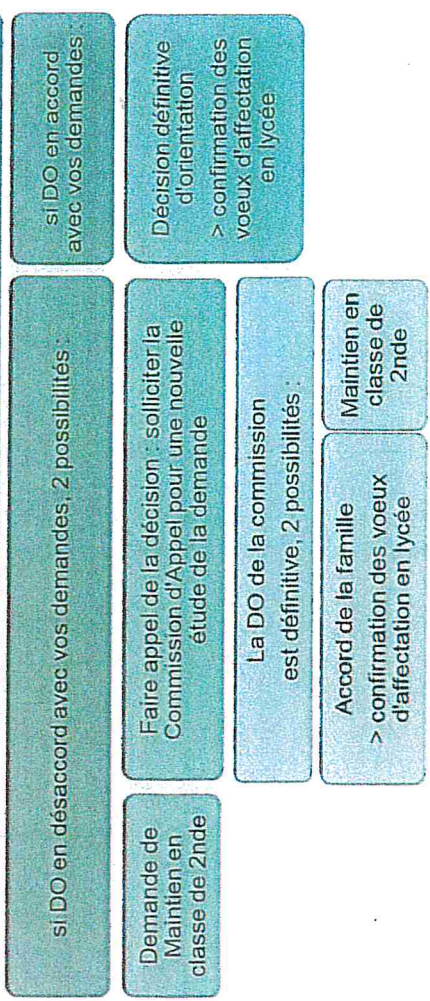 si DO en désaccord avec vos demandes, 2 possibilités :
si DO en accord
avec vos demandes :
Demande de
Maintien en
classe de 2nde
Faire appel de la décision : solliciter la
Commission d'Appel pour une nouvelle
étude de la demande
Décision définitive
d'orientation
> confirmation des
voeux d'affectation
en lycée
La DO de la commission
est définitive, 2 possibilités :
Accord de la famille
> confirmation des voeux
d'affectation en lycée
Maintien en
classe de
2nde